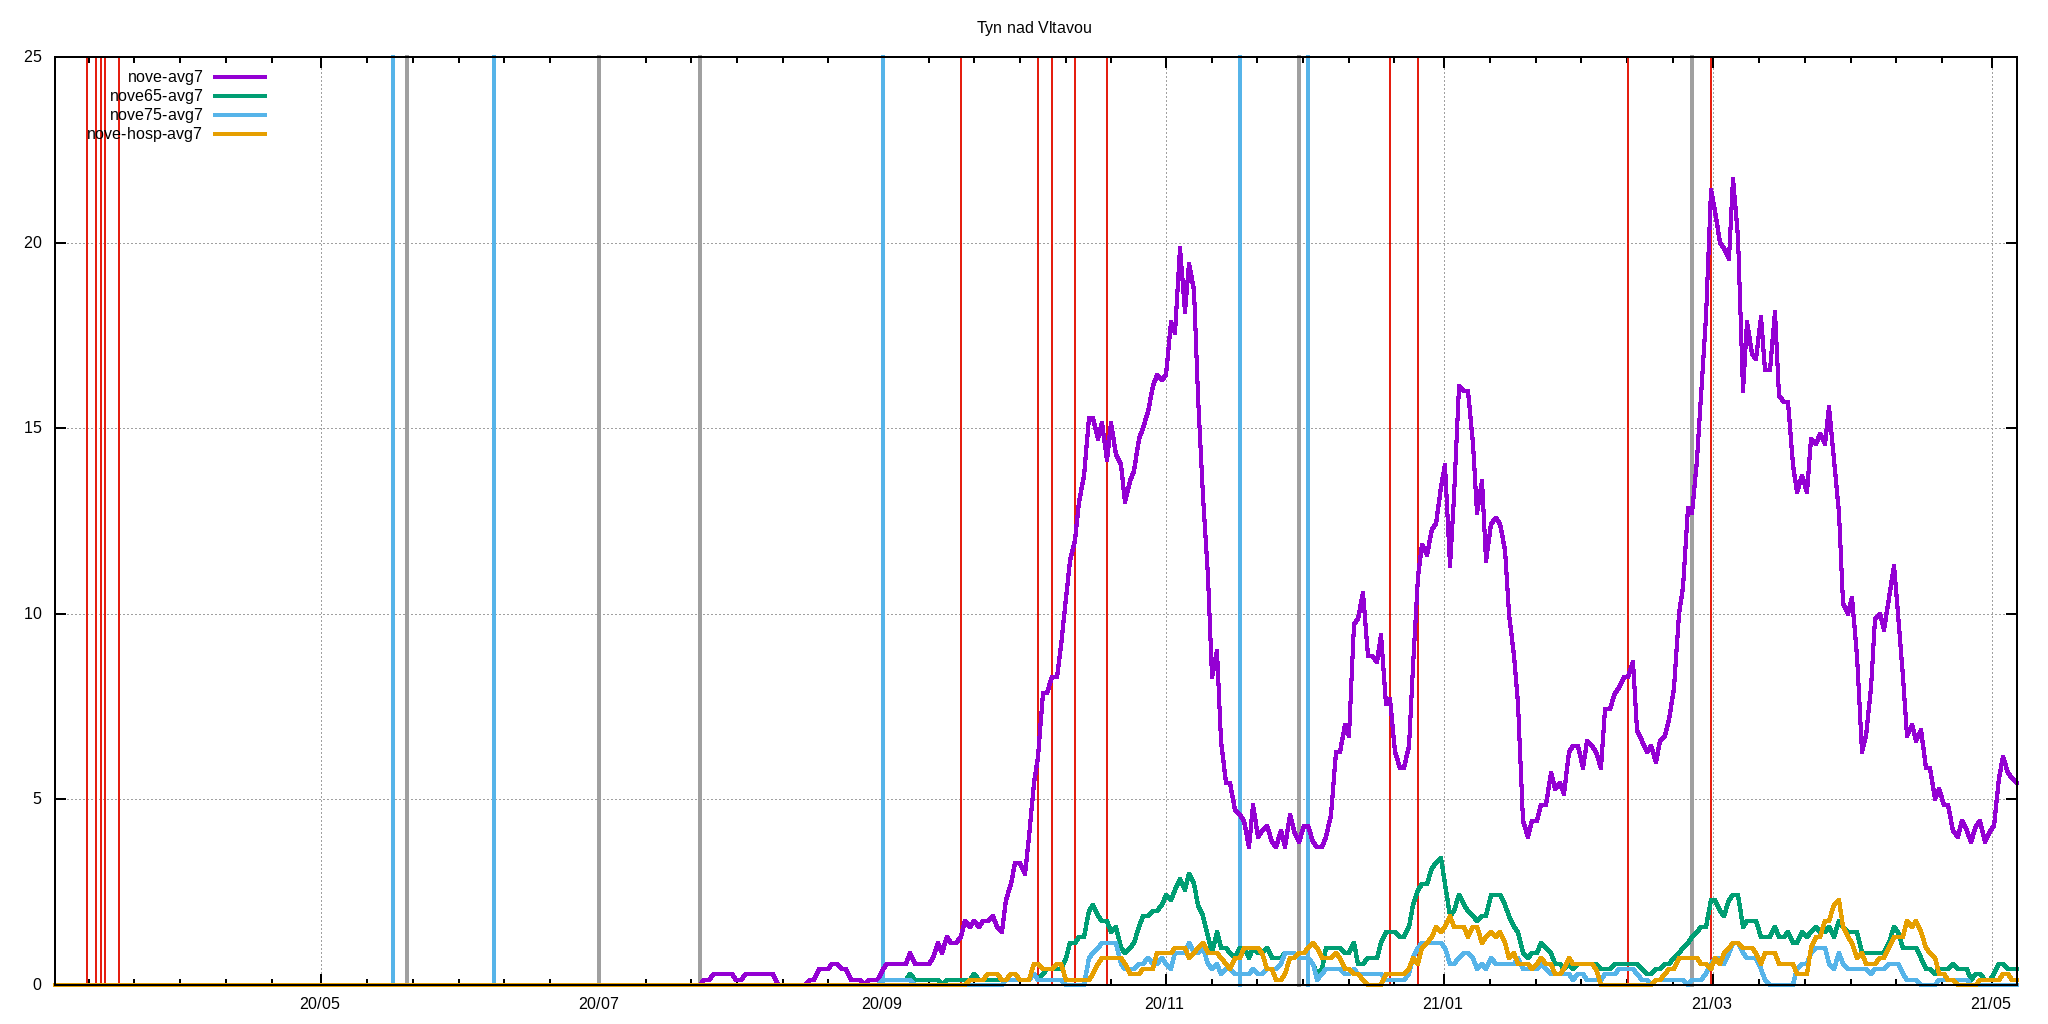 Tyn nad Vltavou
25
20
15
10
5
0
nove-avg7
nove65-avg7
nove75-avg7
nove-hosp-avg7
20/05 20/07 20/09 20/11 21/01 21/03 21/05